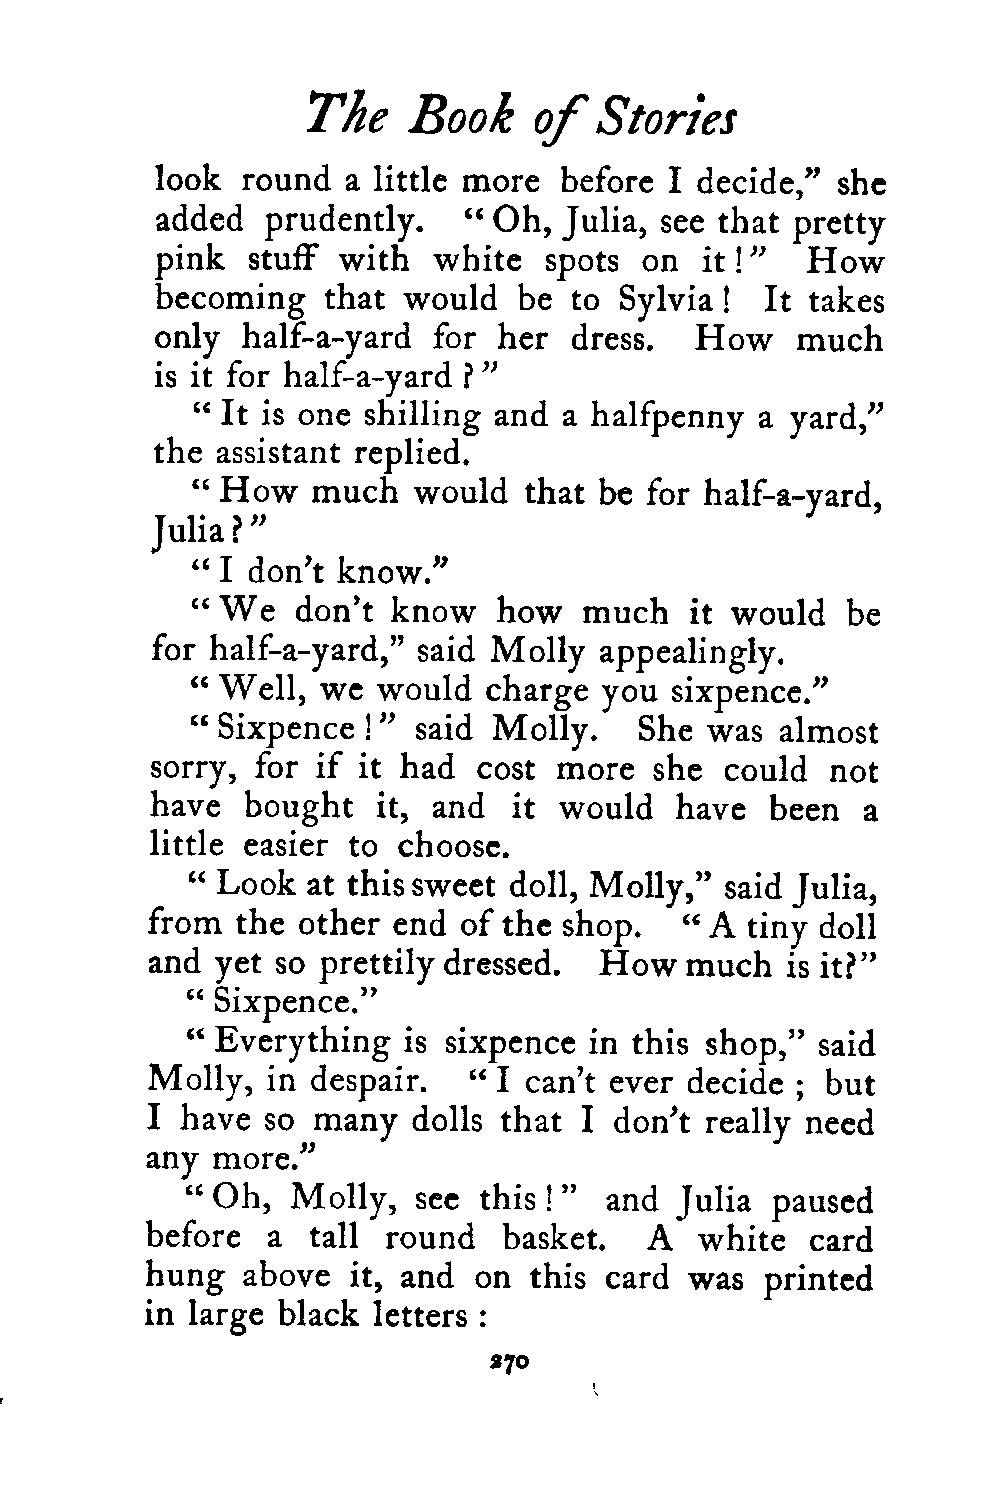 The Book of Stories
look round a little more before I decide,” she
added prudently. “ Oh, Julia, see that pretty
pink stuff with white spots on it ! ” How
becoming that would be to Sylvia ! It takes
only half-a-yard for her dress. How much
is it for half-a-yard ? ”
“ It is one shilling and a halfpenny a yard,”
the assistant replied.
“ How much would that be for half-a-yard,
Julia ? ”
“ I don’t know.”
“ We don’t know how much it would be
for half-a-yard,” said Molly appealingly.
“ Well, we would charge you sixpence.”
“ Sixpence ! ” said Molly. She was almost
sorry, for if it had cost more she could not
have bought it, and it would have been a
little easier to choose.
“ Look at this sweet doll, Molly,” said Julia,
from the other end of the shop. “ A tiny doll
and yet so prettily dressed. How much is it?”
“ Sixpence.”
“ Everything is sixpence in this shop,” said
Molly, in despair. “ I can’t ever decide ; but
I have so many dolls that I don’t really need
any more.”
“ Oh, Molly, see this ! ” and Julia paused
before a tall round basket. A white card
hung above it, and on this card was printed
in large black letters :
270